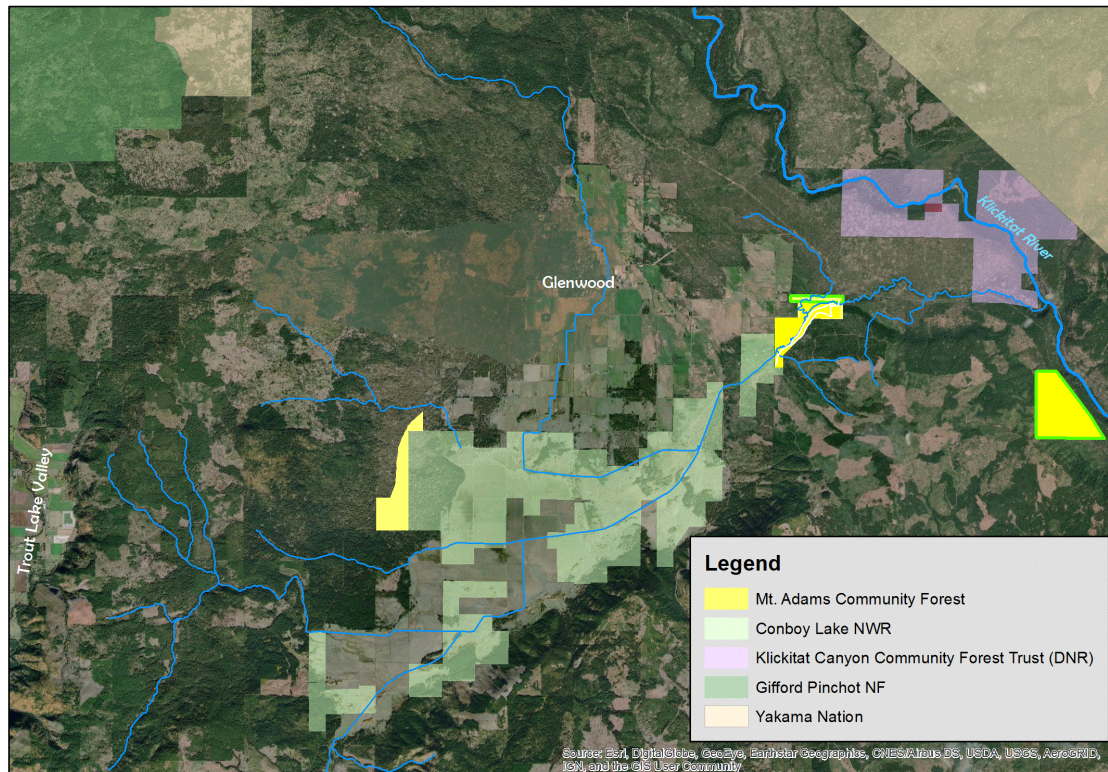 Glenwood
Klickitat River
Trout Lake Valley
Legend
Mt. Adams Community Forest
Conboy Lake NWR
Klickitat Canyon Community Forest Trust (DNR)
Gifford Pinchot NF
Yakama Nation
Source: Esri, DigitalGlobe, GeoEye, Earthstar Geographics, CNES/Airbus DS, USDA, USGS, AeroGRID,
IGN, and the GIS User Community